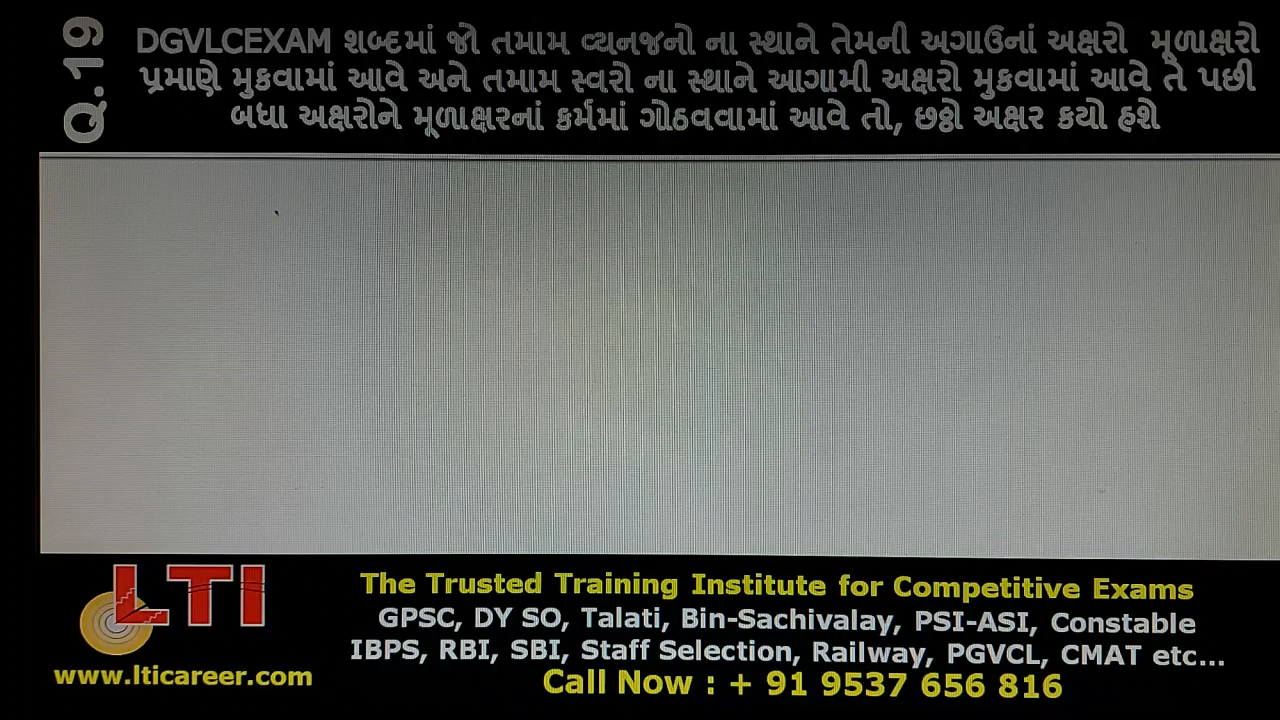 Q.19
DGVLCEXAM શબ્દમાં જો તમામ વ્યનજનો ના સ્થાને તેમની અગાઉનાં અક્ષરો મૂળાક્ષરો
પ્રમાણે મુકવામાં આવે અને તમામ સ્વરો ના સ્થાને આગામી અક્ષરો મુકવામાં આવે તે પછી
બધા અક્ષરોને મૂળાક્ષરનાં કર્મમાં ગોઠવવામાં આવે તો, છઠ્ઠો અક્ષર કયો હશે
LTI
www.lticareer.com
The Trusted Training Institute for Competitive Exams
GPSC, DY SO, Talati, Bin-Sachivalay, PSI-ASI, Constable
IBPS, RBI, SBI, Staff Selection, Railway, PGVCL, CMAT etc...
Call Now : + 91 9537 656 816